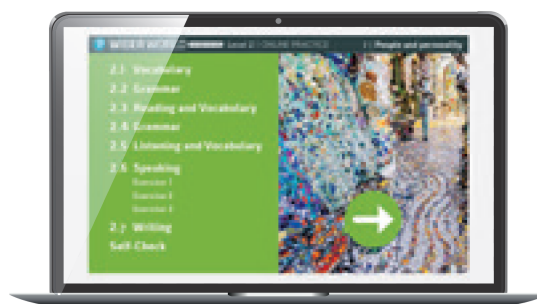 Level 2 ONLINE PRACTICE
People and personality
2.1 Vocabulary
2.2 Grammar
2.3 Reading and Vocabulary
2.4 Grammar
2.5 Listening and Vocabulary
2.6 Speaking
Exercise 1
Exercise 2
Exercise 3
2.7 Writing
Self-Check